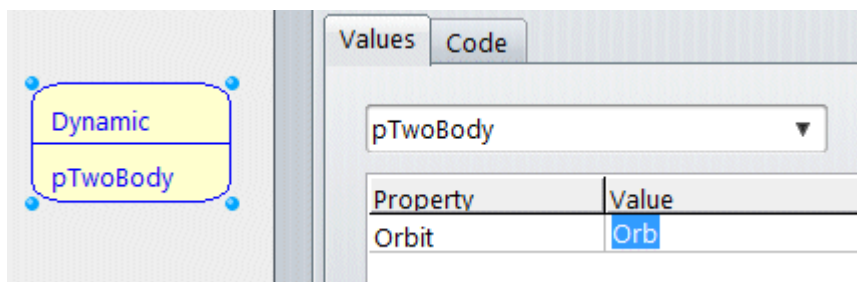 Dynamic
pTwoBody
Values Code
pTwoBody
Property Value
Orbit Orb